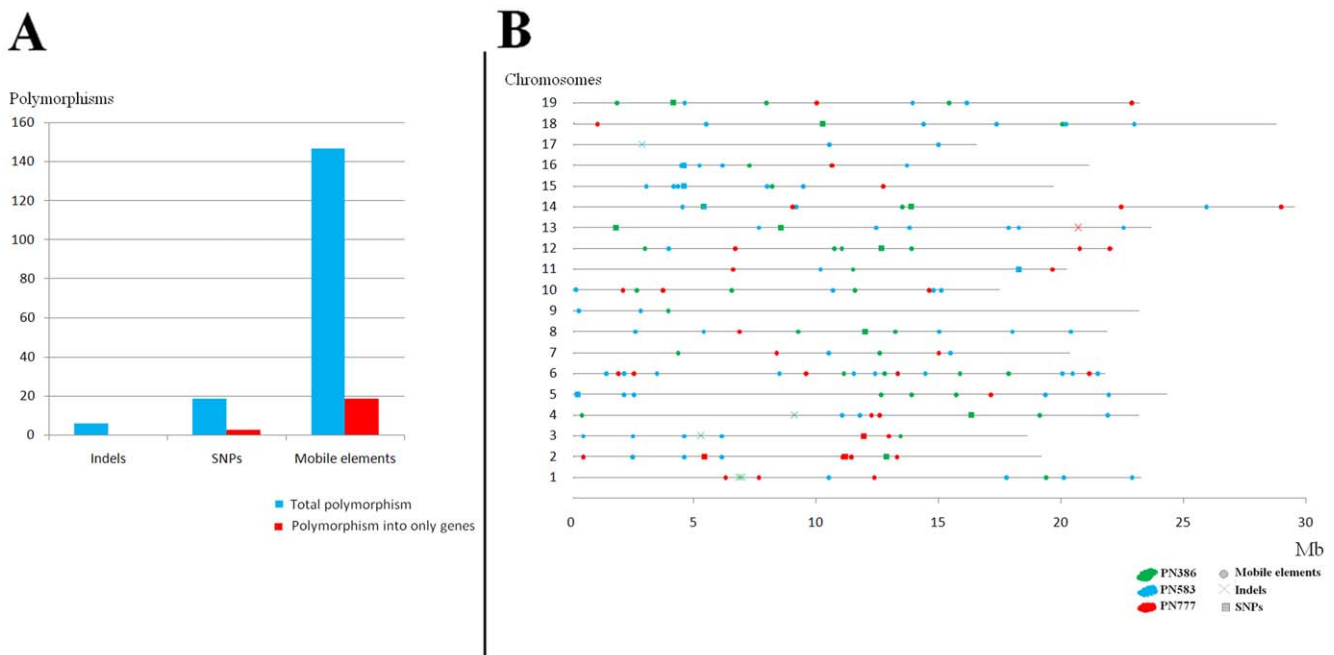 A
Polymorphisms
160
140
120
100
80
60
40
20
0
Indels
SNPs
Mobile elements
Total polymorphism
Polymorphism into only genes
B
Chromosomes
19
18
17
16
15
14
13
12
11
10
9
8
7
6
5
4
3
2
1
0 5 10 15 20 25 30
Mb
PN386 Mobile elements
PN583 Indels
PN777 SNPs